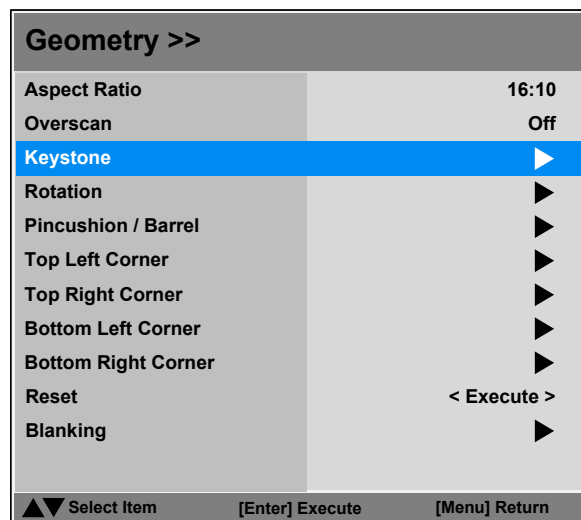 Geometry >>
Aspect Ratio 16:10
Overscan Off
Keystone
Rotation
Pincushion / Barrel
Top Left Corner
Top Right Corner
Bottom Left Corner
Bottom Right Corner
Reset < Execute >
Blanking
Select Item [Enter] Execute [Menu] Return